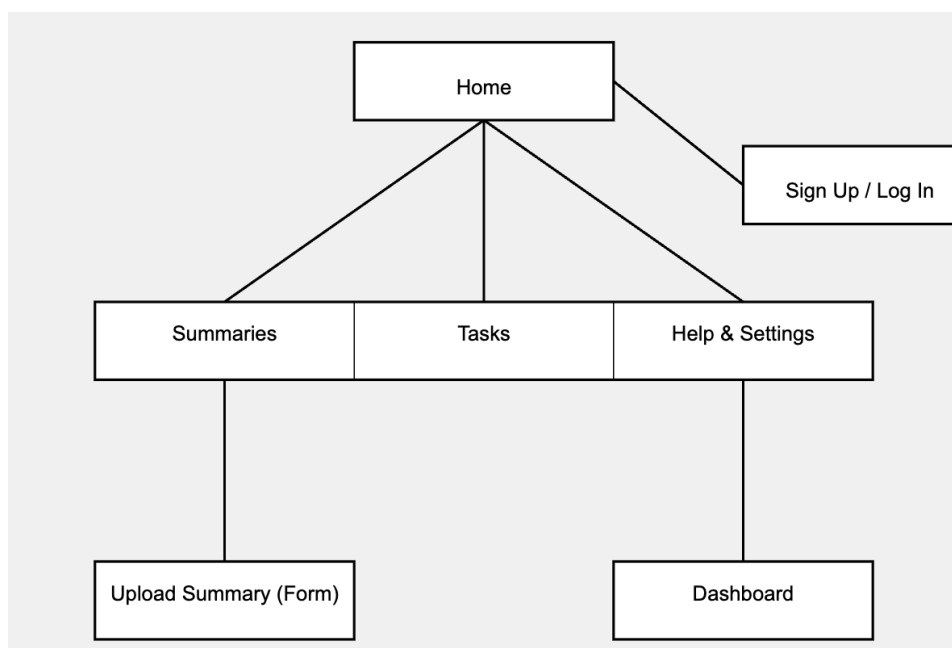 Home
Sign Up / Log In
Summaries
Tasks
Help & Settings
Upload Summary (Form)
Dashboard